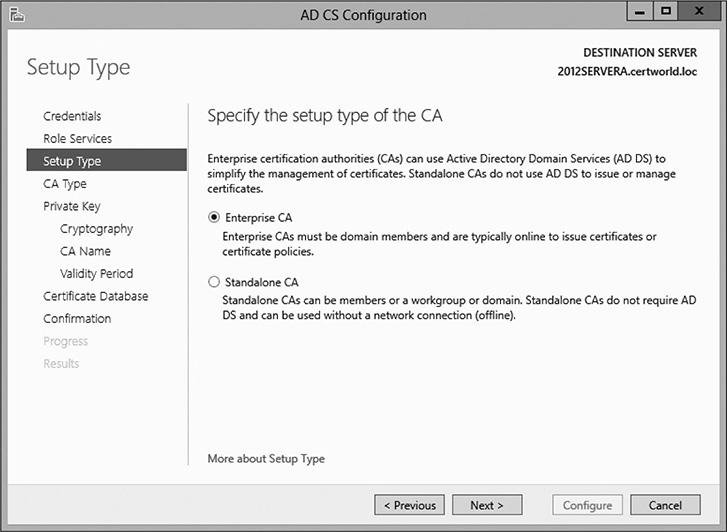 AD CS Configuration
Setup Type
DESTINATION SERVER
2012SERVERA.certworld.loc
Credentials
Role Services
Setup Type
CA Type
Private Key
Cryptography
CA Name
Validity Period
Certificate Database
Confirmation
Progress
Results
Specify the setup type of the CA
Enterprise certification authorities (CAs) can use Active Directory Domain Services (AD DS) to
simplify the management of certificates. Standalone CAs do not use AD DS to issue or manage
certificates.
Enterprise CA
Enterprise CAs must be domain members and are typically online to issue certificates or
certificate policies.
Standalone CA
Standalone CAs can be members or a workgroup or domain. Standalone CAs do not require AD
DS and can be used without a network connection (offline).
More about Setup Type
< Previous
Next >
Configure
Cancel